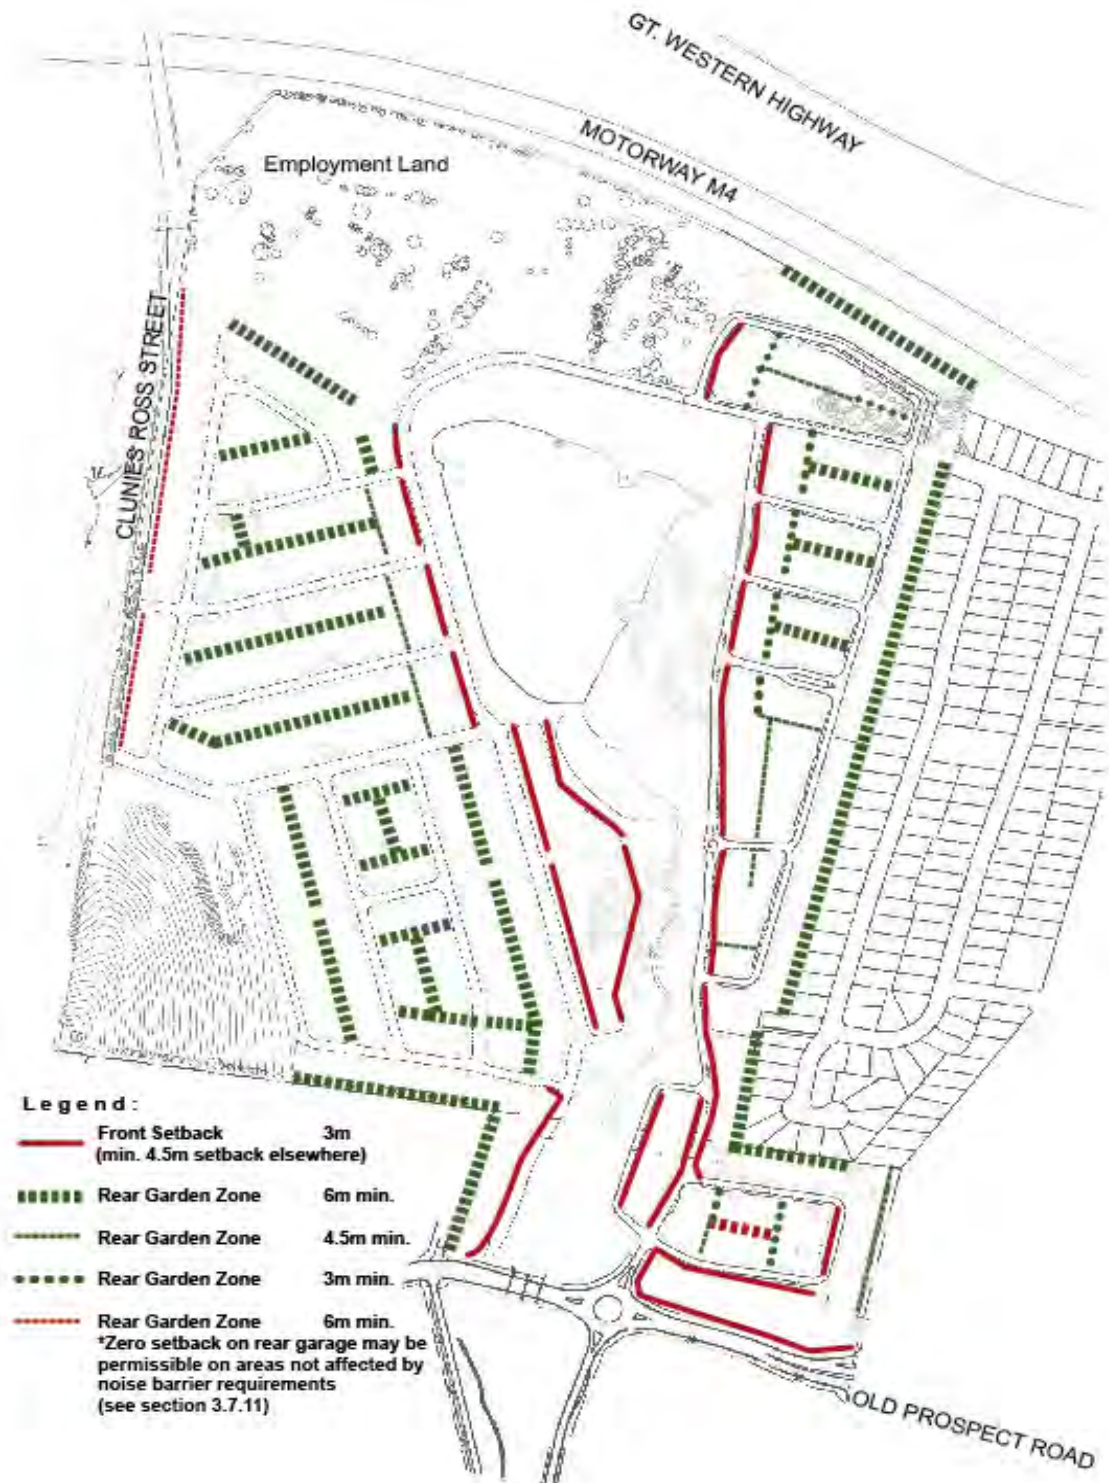 GT. WESTERN HIGHWAY
MOTORWAY M4
Employment Land
CLUNIES ROSS STREET
Legend:
Front Setback 3m
(min. 4.5m setback elsewhere)
Rear Garden Zone 6m min.
Rear Garden Zone 4.5m min.
Rear Garden Zone 3m min.
Rear Garden Zone 6m min.
*Zero setback on rear garage may be
permissible on areas not affected by
noise barrier requirements
(see section 3.7.11)
OLD PROSPECT ROAD